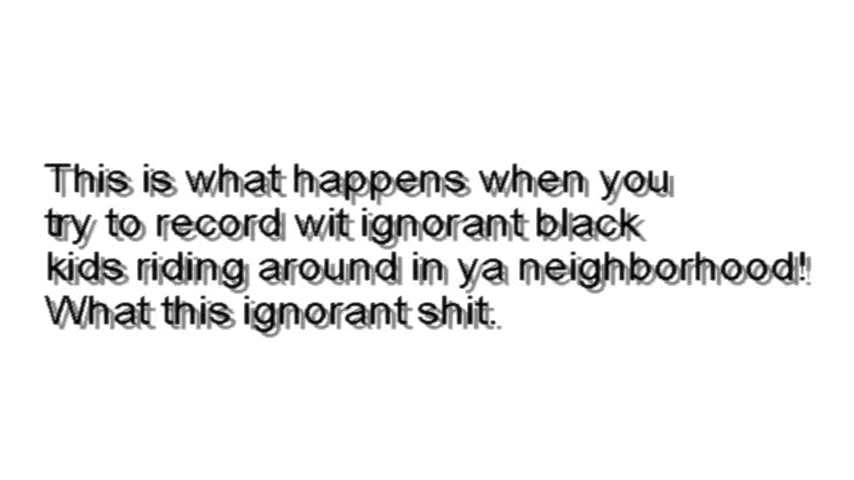 This is what happens when you
try to record wit ignorant black
kids riding around in ya neighborhood!
What this ignorant shit.